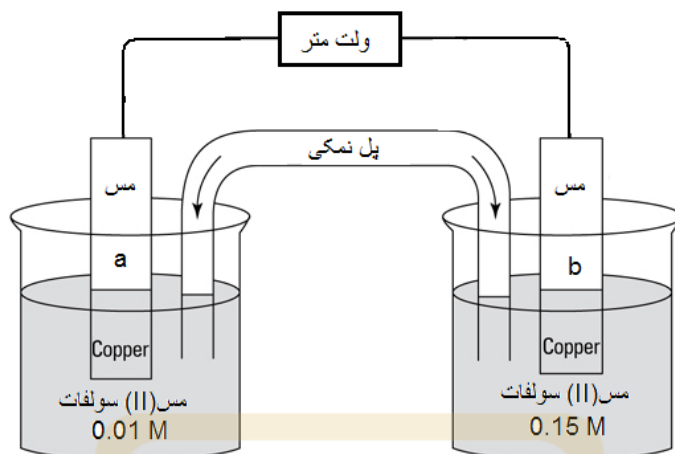 ولت متر
پل نمکی
مس
مس
a
b
Copper
Copper
مس(II) سولفات
0.01 M
مس(II) سولفات
0.15 M